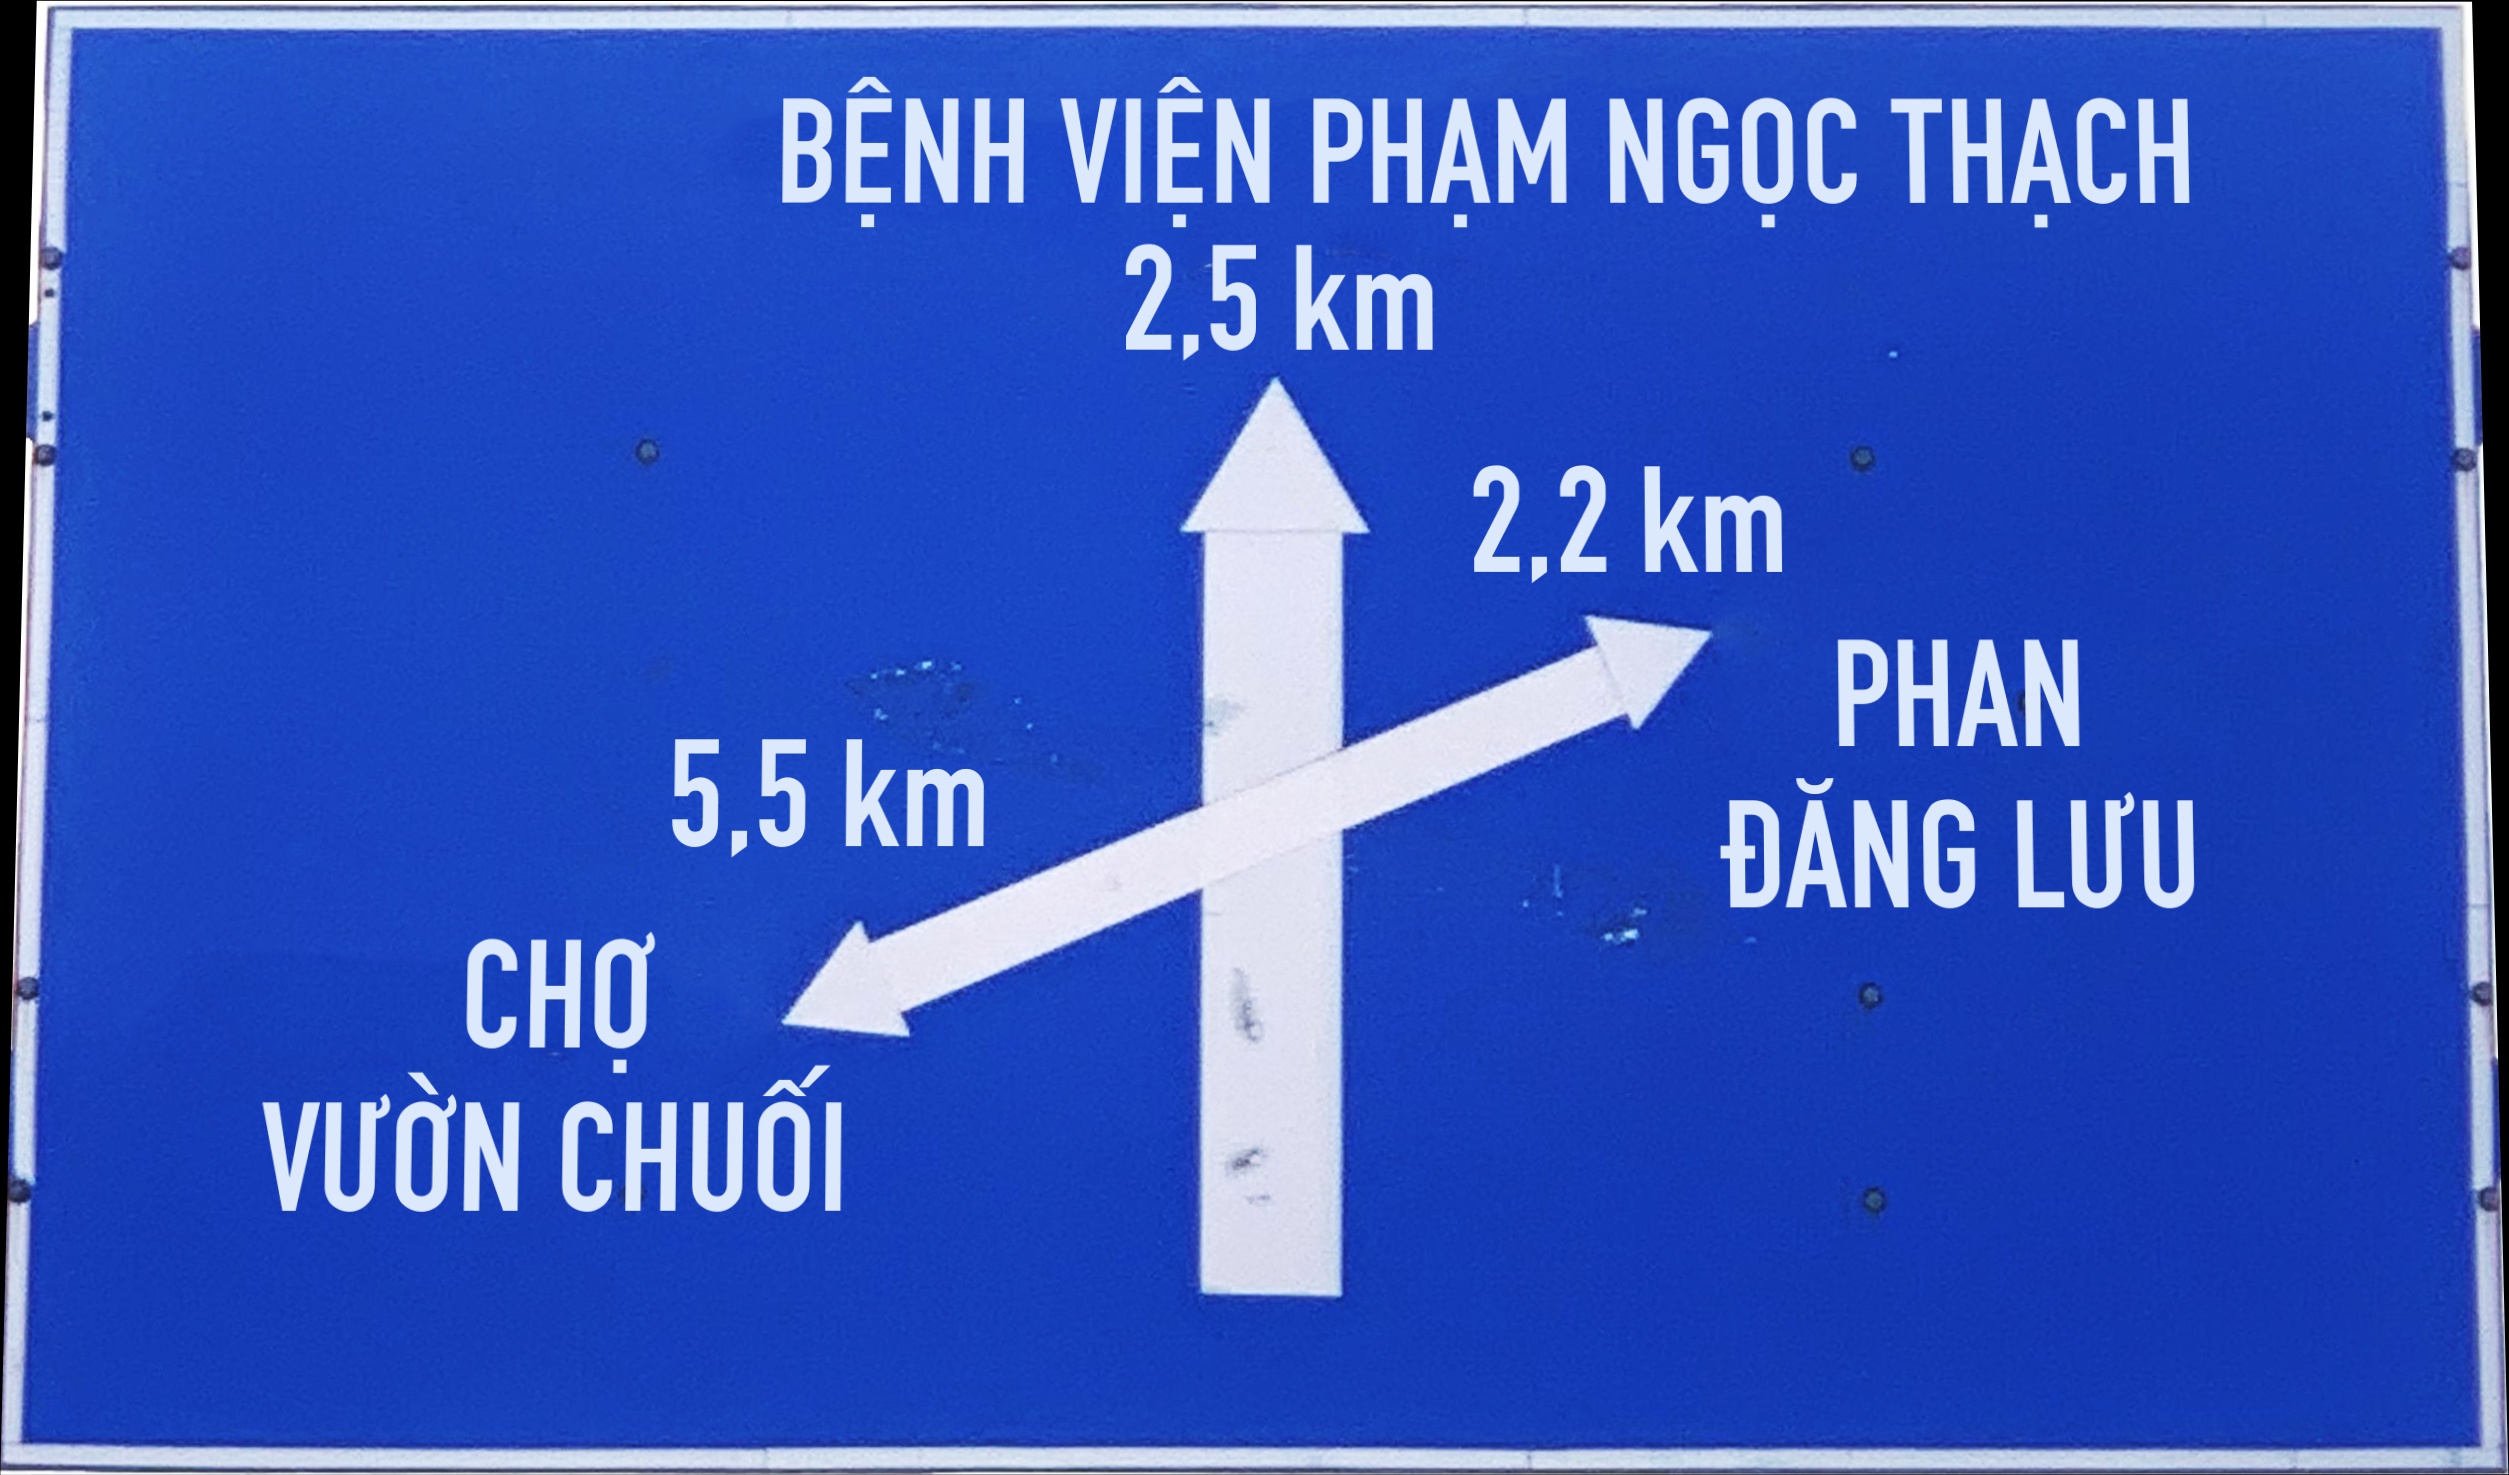 BỆNH VIỆN PHẠM NGỌC THẠCH
2,5 km
2,2 km
PHAN
ĐĂNG LƯU
5,5 km
CHỢ
VƯỜN CHUỐI